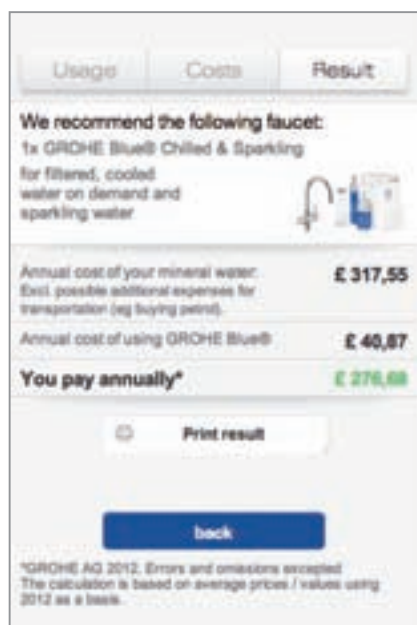 Usage Costs Result
We recommend the following faucet:
1x GROHE Blue® Chilled & Sparkling
for filtered, cooled
water on demand and
sparkling water
Annual cost of your mineral water: £ 317,55
Excl. possible additional expenses for
transportation (eg buying petrol).
Annual cost of using GROHE Blue® £ 40,87
You pay annually* £ 276,68
Print result
back
*GROHE AG 2012. Errors and omissions excepted
The calculation is based on average prices / values using
2012 as a basis.